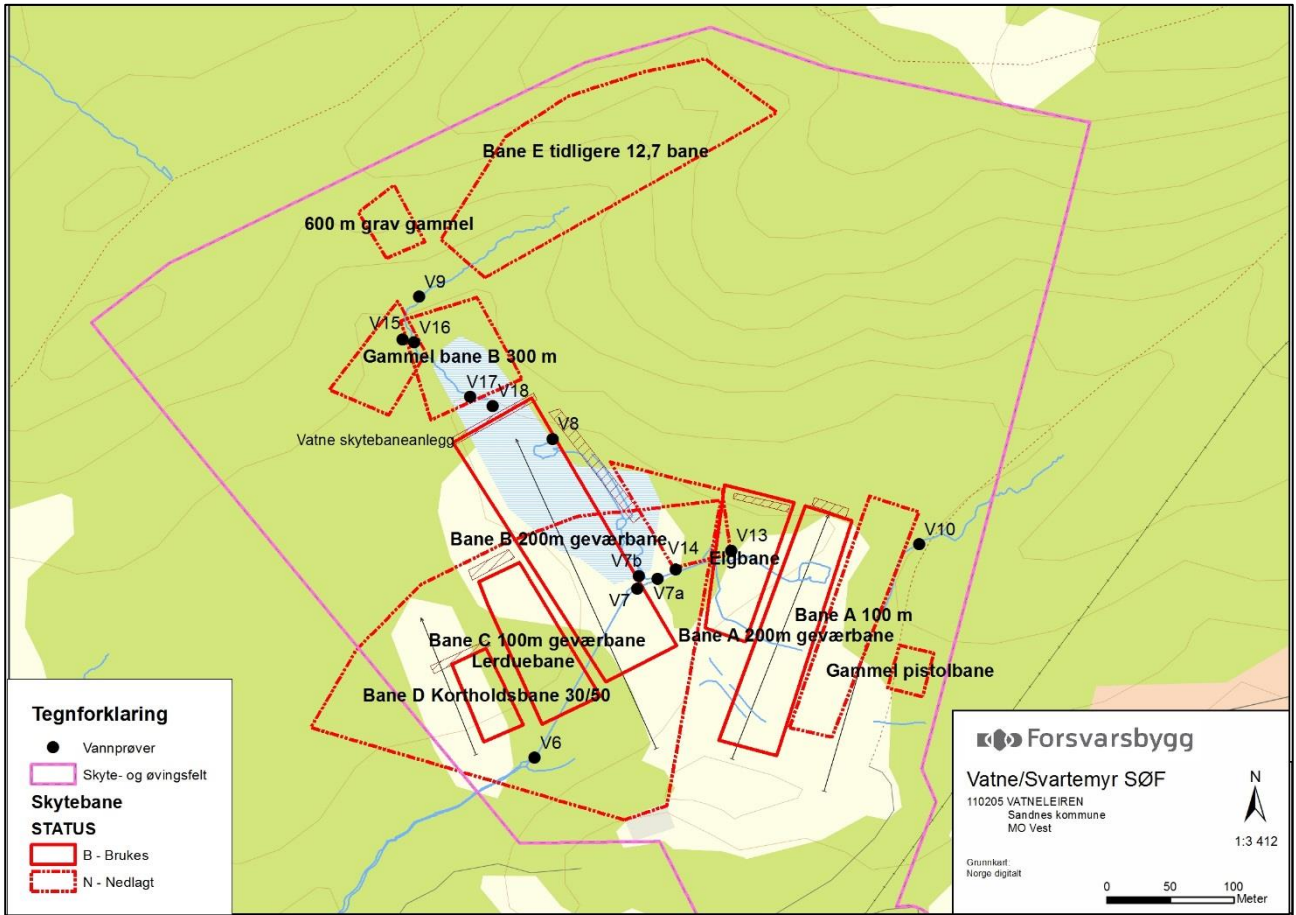 Bane E tidligere 12,7 bane
600 m grav gammel
V9
V15
V16
Gammel bane B 300 m
V17
V18
Vatne skytebaneanlegg
V8
V10
Bane B 200m geværbane
V14
V13
Elgbane
V7b
V7a
V7
Bane A 100 m
Bane C 100m geværbane
Bane A 200m geværbane
Lerduebane
Gammel pistolbane
Bane D Kortholdsbane 30/50
V6
Tegnforklaring
Vannprøver
Skyte- og øvingsfelt
Skytebane
STATUS
B - Brukes
N - Nedlagt
Forsvarsbygg
Vatne/Svartemyr SØF
110205 VATNELEIREN
Sandnes kommune
MO Vest
N
1:3 412
Grunnkart:
Norge digitalt
0 50 100
Meter